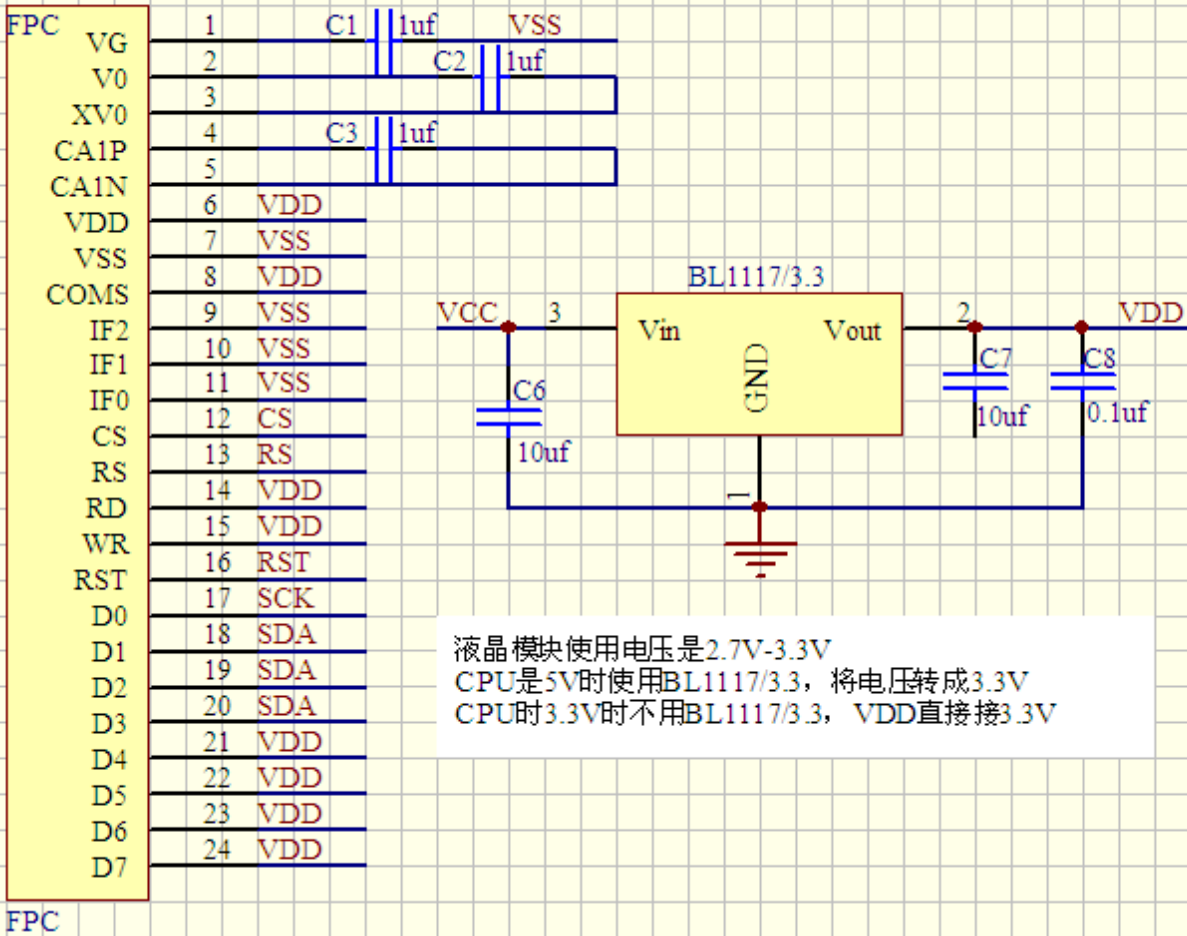 FPC
VG 1 C1 1uf VSS
V0 2 C2 1uf
XV0 3
CA1P 4 C3 1uf
CA1N 5
VDD 6 VDD
VSS 7 VSS
COMS 8 VDD
IF2 9 VSS
IF1 10 VSS
IF0 11 VSS
CS 12 CS
RS 13 RS
RD 14 VDD
WR 15 VDD
RST 16 RST
D0 17 SCK
D1 18 SDA
D2 19 SDA
D3 20 SDA
D4 21 VDD
D5 22 VDD
D6 23 VDD
D7 24 VDD
FPC
BL1117/3.3
VCC 3 Vin Vout 2 VDD
GND
C6
10uf
C7
10uf
C8
0.1uf
1
液晶模块使用电压是2.7V-3.3V
CPU是5V时使用BL1117/3.3，将电压转成3.3V
CPU时3.3V时不用BL1117/3.3， VDD直接接3.3V